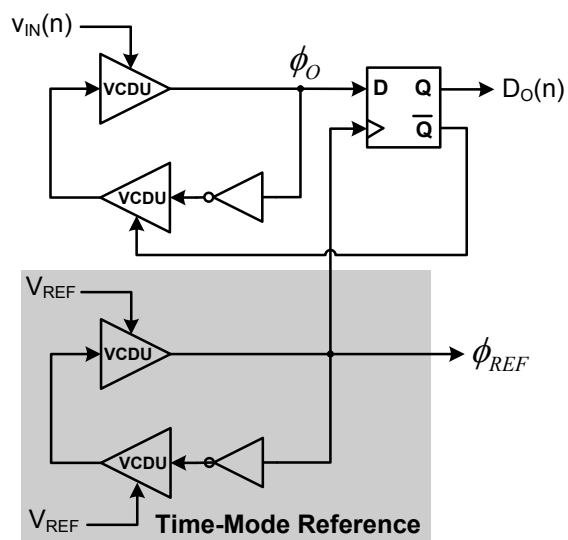 vIN(n)
VCDU
ϕO
D Q
DO(n)
Q̅
VCDU
VREF
VCDU
ϕREF
VCDU
VREF
Time-Mode Reference